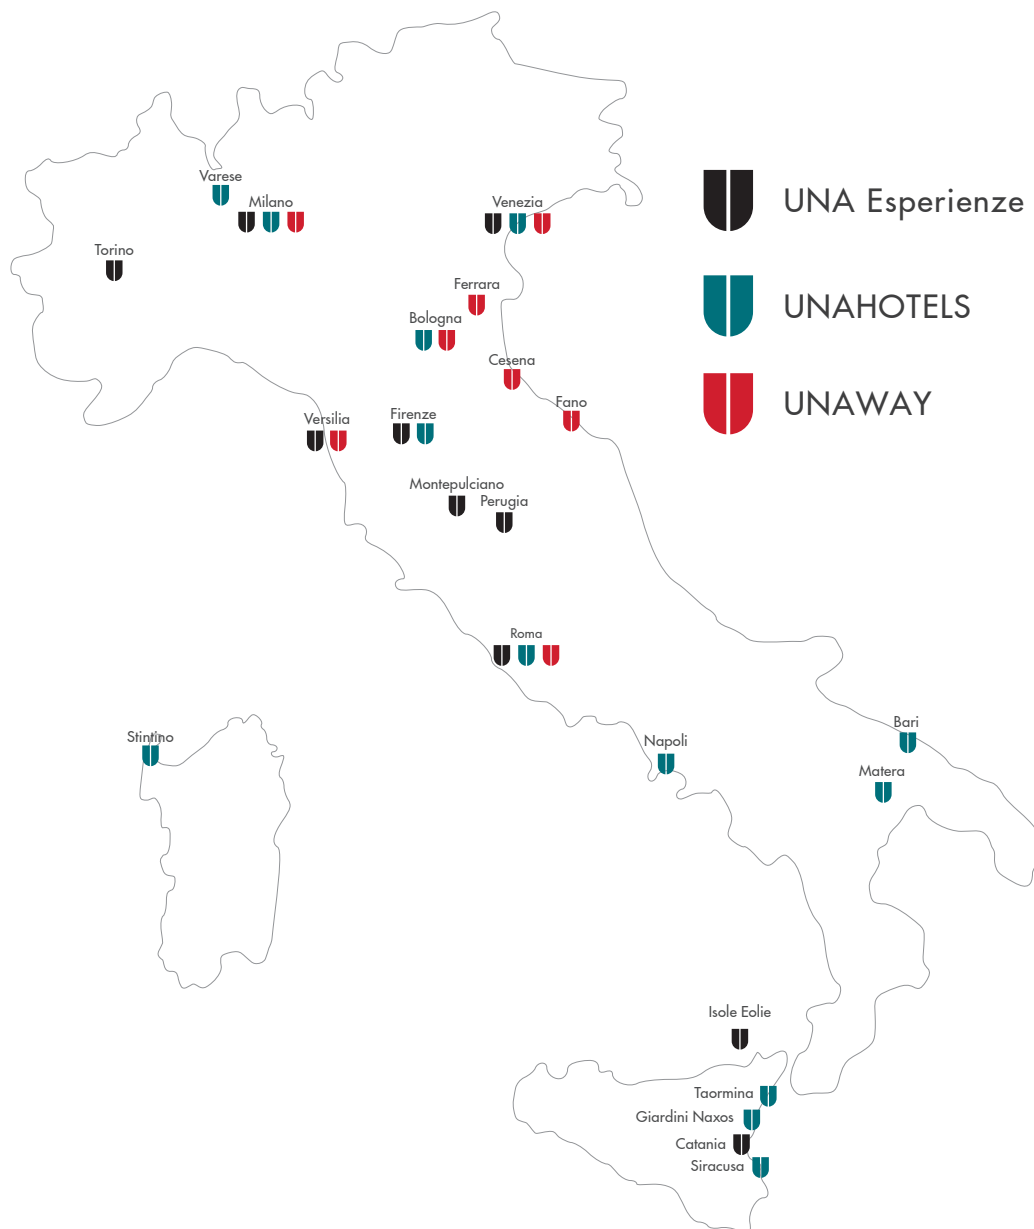 Varese
Milano
Venezia
UNA Esperienze
Torino
Ferrara
UNAHOTELS
Bologna
Cesena
UNAWAY
Fano
Versilia
Firenze
Montepulciano
Perugia
Roma
Stintino
Napoli
Bari
Matera
Isole Eolie
Taormina
Giardini Naxos
Catania
Siracusa